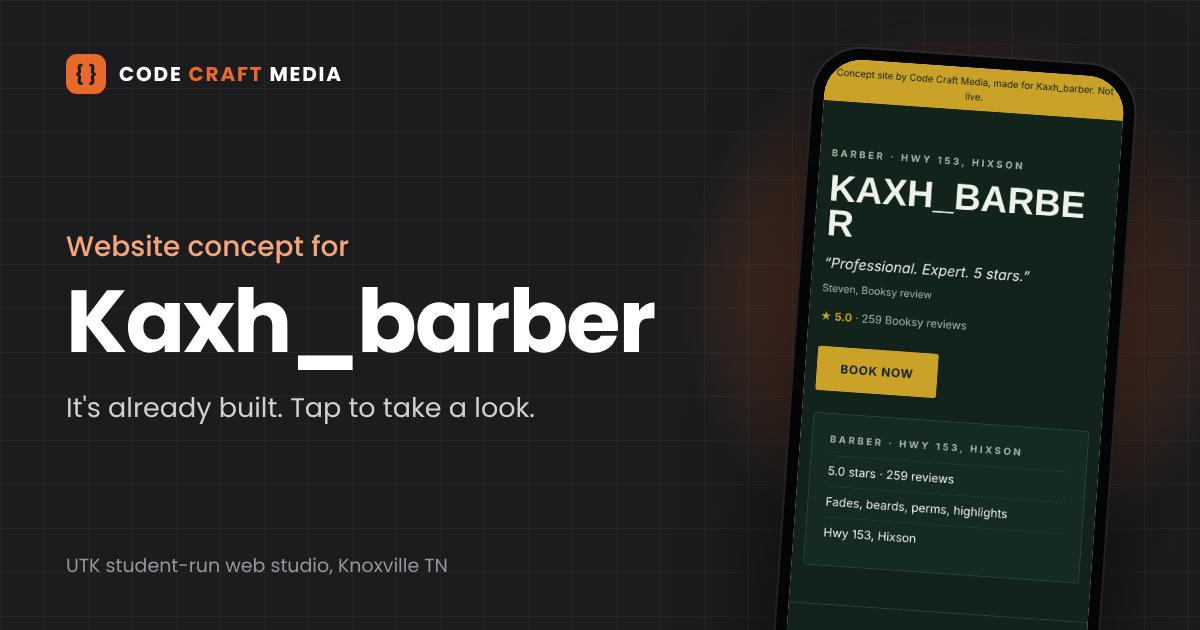 { }
CODE CRAFT MEDIA
Website concept for
Kaxh_barber
It's already built. Tap to take a look.
UTK student-run web studio, Knoxville TN
Concept site by Code Craft Media, made for Kaxh_barber. Not
live.
BARBER · HWY 153, HIXSON
KAXH_BARBE
R
“Professional. Expert. 5 stars.”
Steven, Booksy review
★ 5.0 · 259 Booksy reviews
BOOK NOW
BARBER · HWY 153, HIXSON
5.0 stars · 259 reviews
Fades, beards, perms, highlights
Hwy 153, Hixson